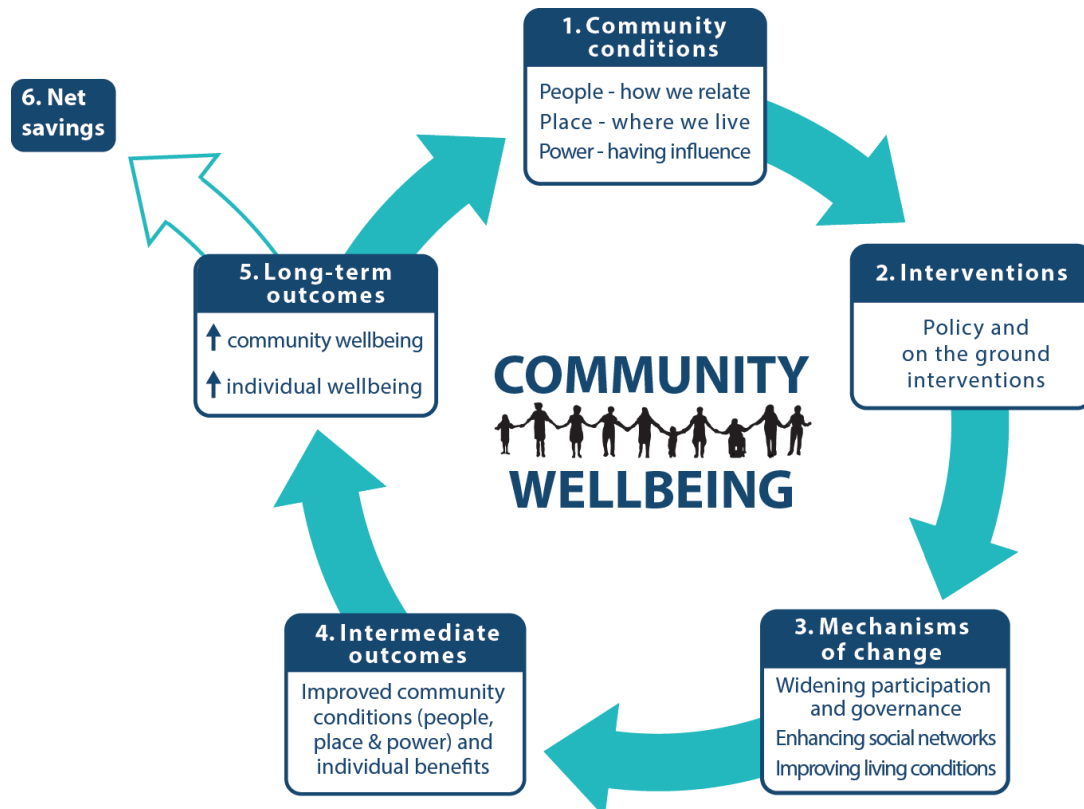 1. Community
conditions
People - how we relate
Place - where we live
Power - having influence
2. Interventions
Policy and
on the ground
interventions
3. Mechanisms
of change
Widening participation
and governance
Enhancing social networks
Improving living conditions
4. Intermediate
outcomes
Improved community
conditions (people,
place & power) and
individual benefits
5. Long-term
outcomes
community wellbeing
individual wellbeing
6. Net
savings
COMMUNITY
WELLBEING